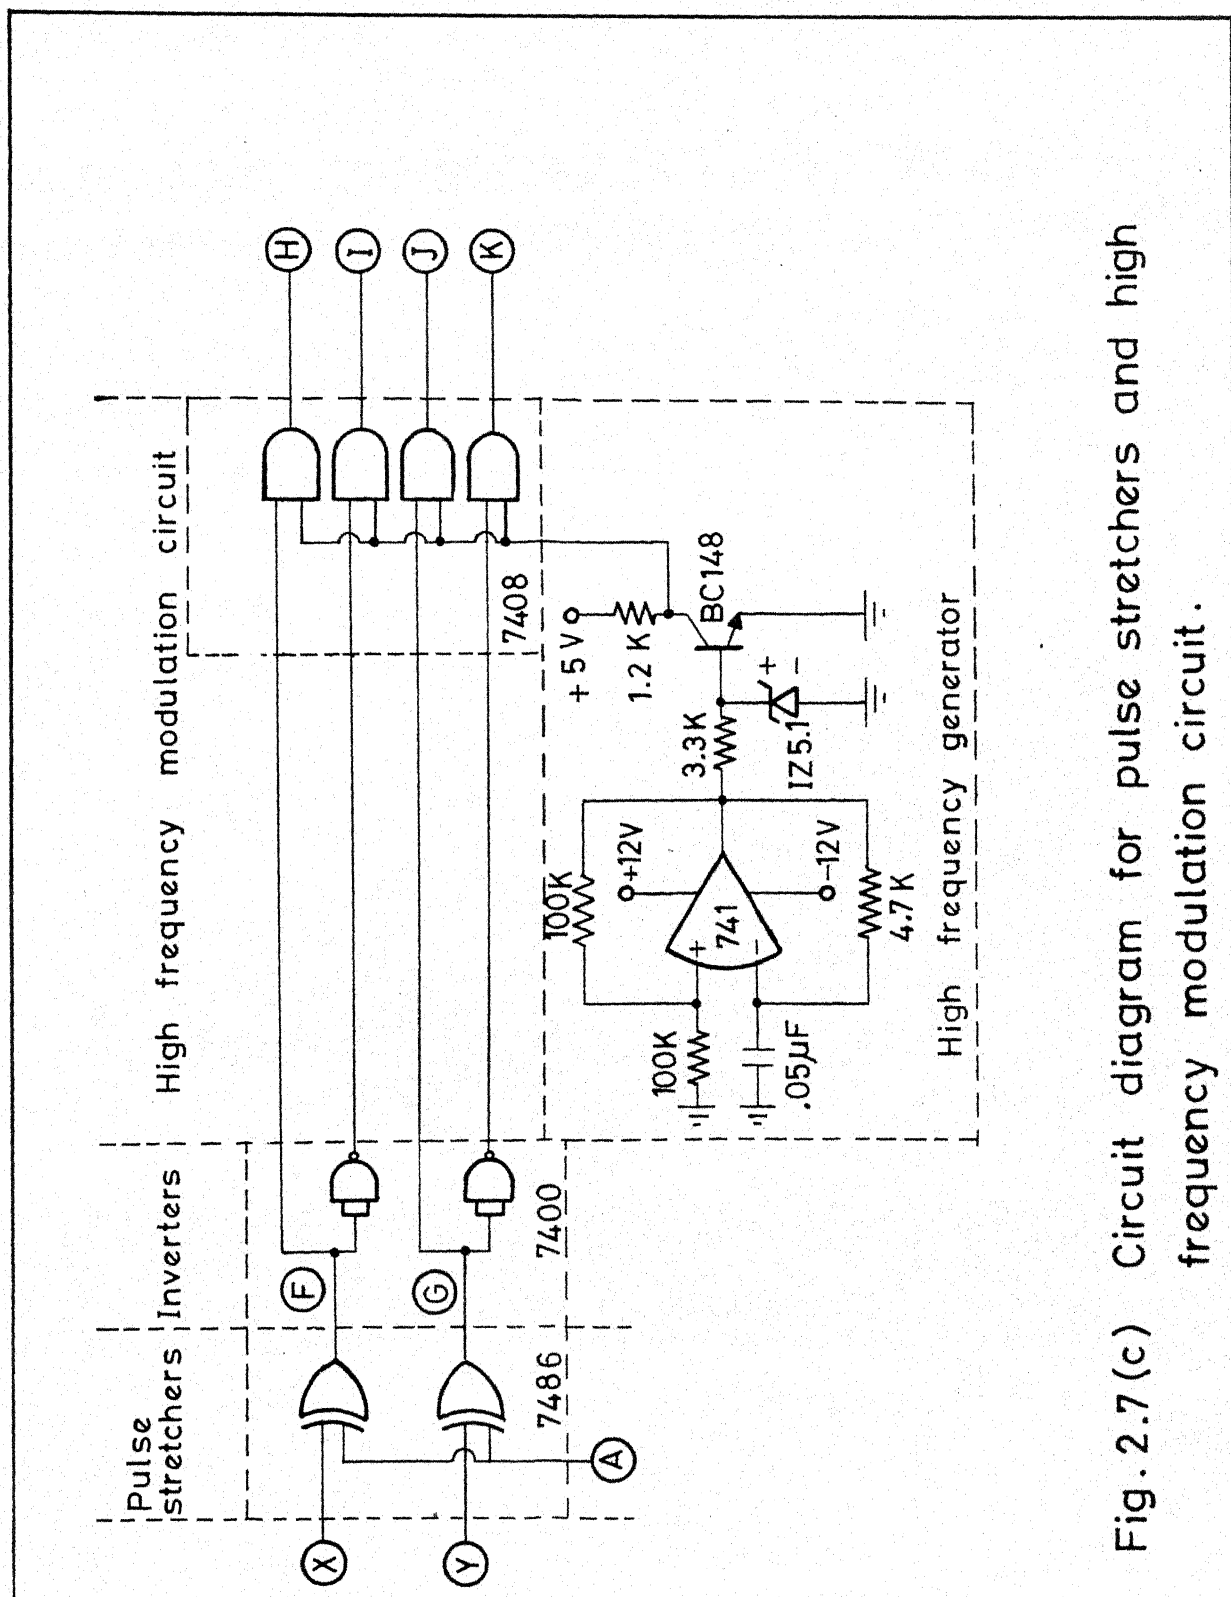 Pulse
stretchers
Inverters
High frequency
modulation circuit
X
Y
A
F
G
7486
7400
7408
H
I
J
K
100K
+12V
741
+
-
-12V
4.7 K
100K
.05µF
3.3K
IZ 5.1
+
-
+ 5 V
1.2 K
BC148
High frequency generator
Fig. 2.7 (c) Circuit diagram for pulse stretchers and high
frequency modulation circuit.